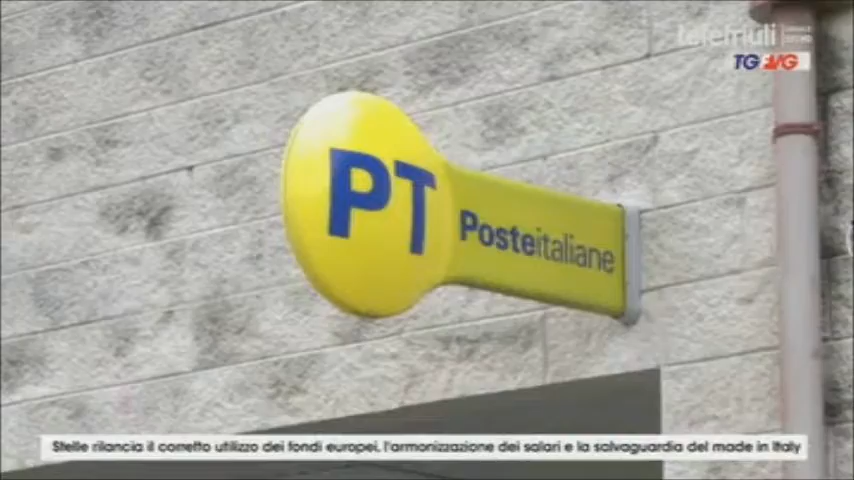 telefriuli
TG FVG
PT
Posteitaliane
Stelle rilancia il corretto utilizzo dei fondi europei, l'armonizzazione dei salari e la salvaguardia del made in Italy